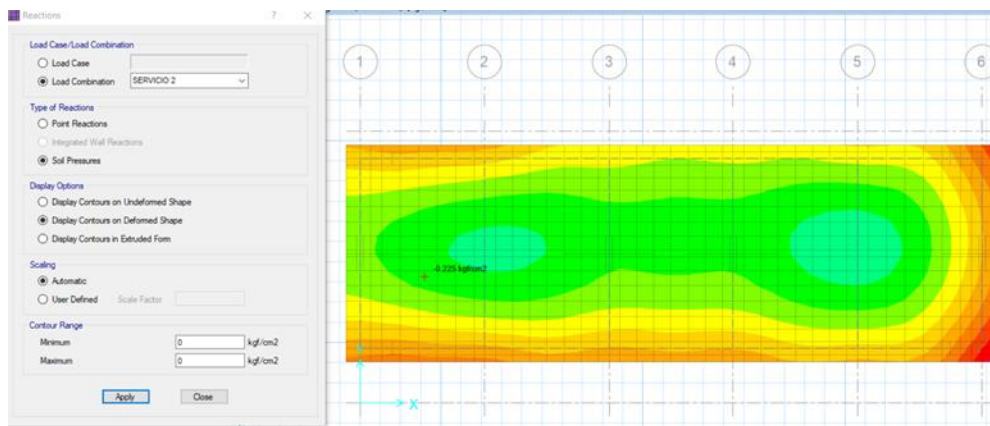 Reactions
? ×
Load Case/Load Combination
Load Case
Load Combination SERVICIO 2
Type of Reactions
Point Reactions
Integrated Wall Reactions
Soil Pressures
Display Options
Display Contours on Undeformed Shape
Display Contours on Deformed Shape
Display Contours in Extruded Form
Scaling
Automatic
User Defined Scale Factor
Contour Range
Minimum 0 kgf/cm2
Maximum 0 kgf/cm2
Apply Close
1 2 3 4 5 6
-0.225 kgf/cm2
X